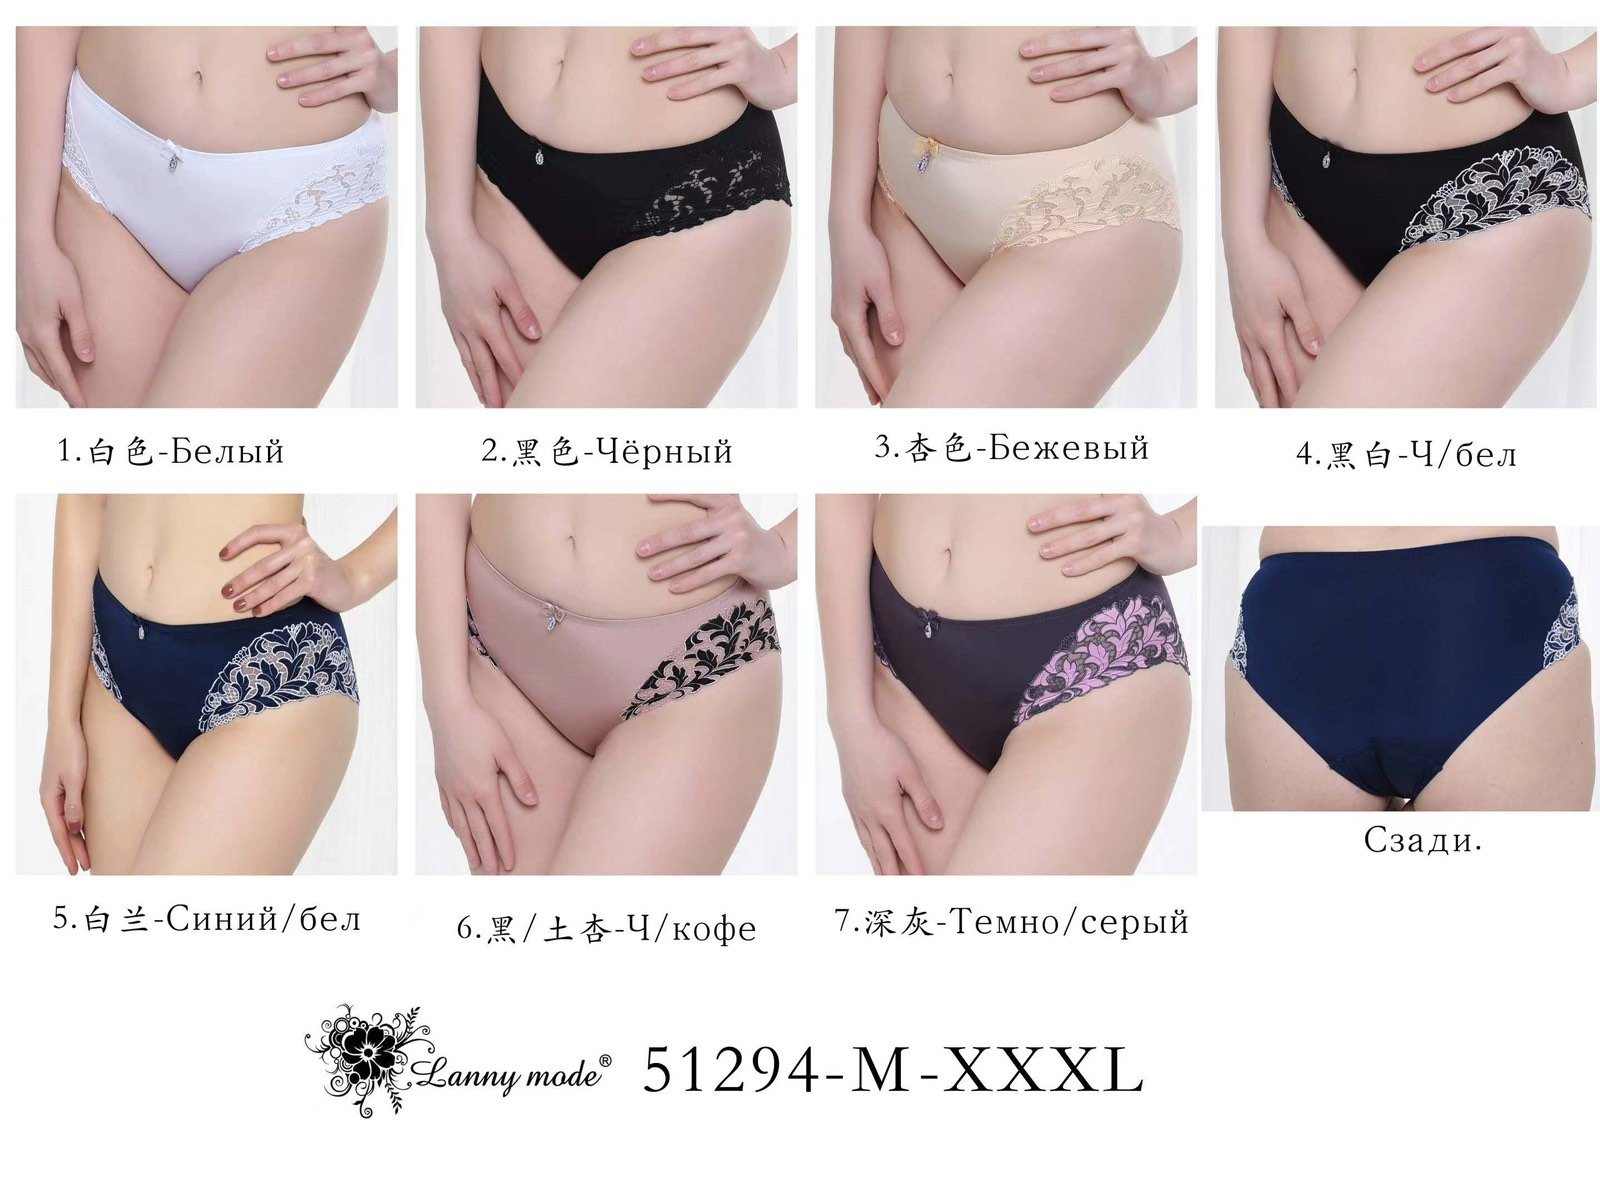 1.白色-Белый
2.黑色-Чёрный
3.杏色-Бежевый
4.黑白-Ч/бел
Сзади.
5.白兰-Синий/бел
6.黑/土杏-Ч/кофе
7.深灰-Темно/серый
Lanny mode® 51294-M-XXXL